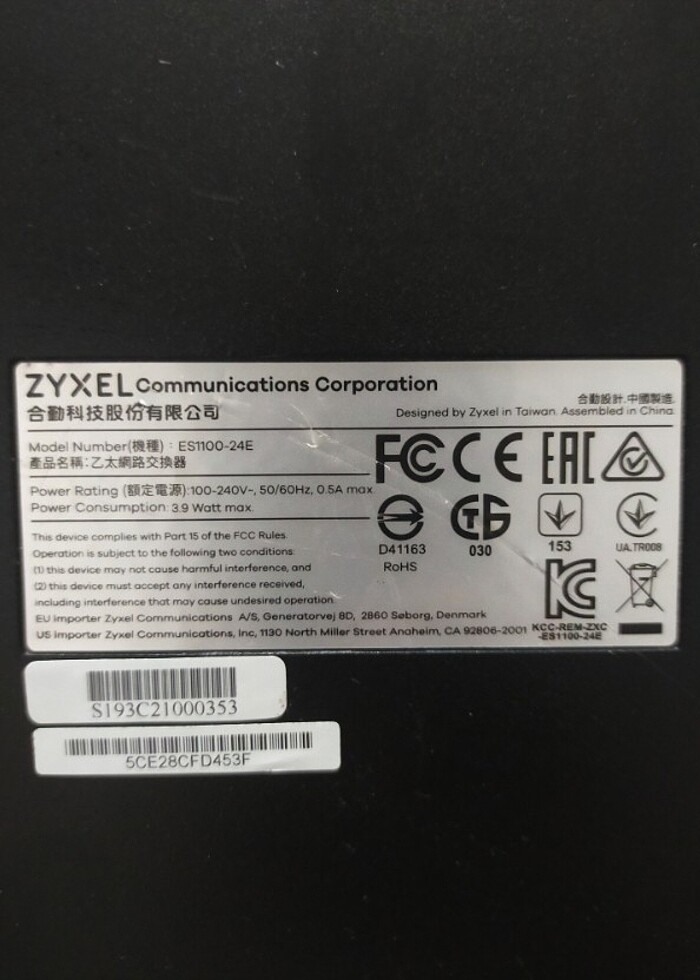 ZYXEL Communications Corporation
合勤科技股份有限公司
合勤設計.中國製造.
Designed by Zyxel in Taiwan. Assembled in China.
Model Number(機種) : ES1100-24E
產品名稱:乙太網路交換器
Power Rating (額定電源):100-240V~, 50/60Hz, 0.5A max.
Power Consumption: 3.9 Watt max.
This device complies with Part 15 of the FCC Rules.
Operation is subject to the following two conditions:
(1) this device may not cause harmful interference, and
(2) this device must accept any interference received,
including interference that may cause undesired operation.
EU importer Zyxel Communications A/S, Generatorvej 8D, 2860 Søborg, Denmark
US importer Zyxel Communications, Inc, 1130 North Miller Street Anaheim, CA 92806-2001
FC CE EAC
D41163
RoHS
030
153
UA.TR008
KCC-REM-ZXC
-ES1100-24E
S193C21000353
5CE28CFD453F